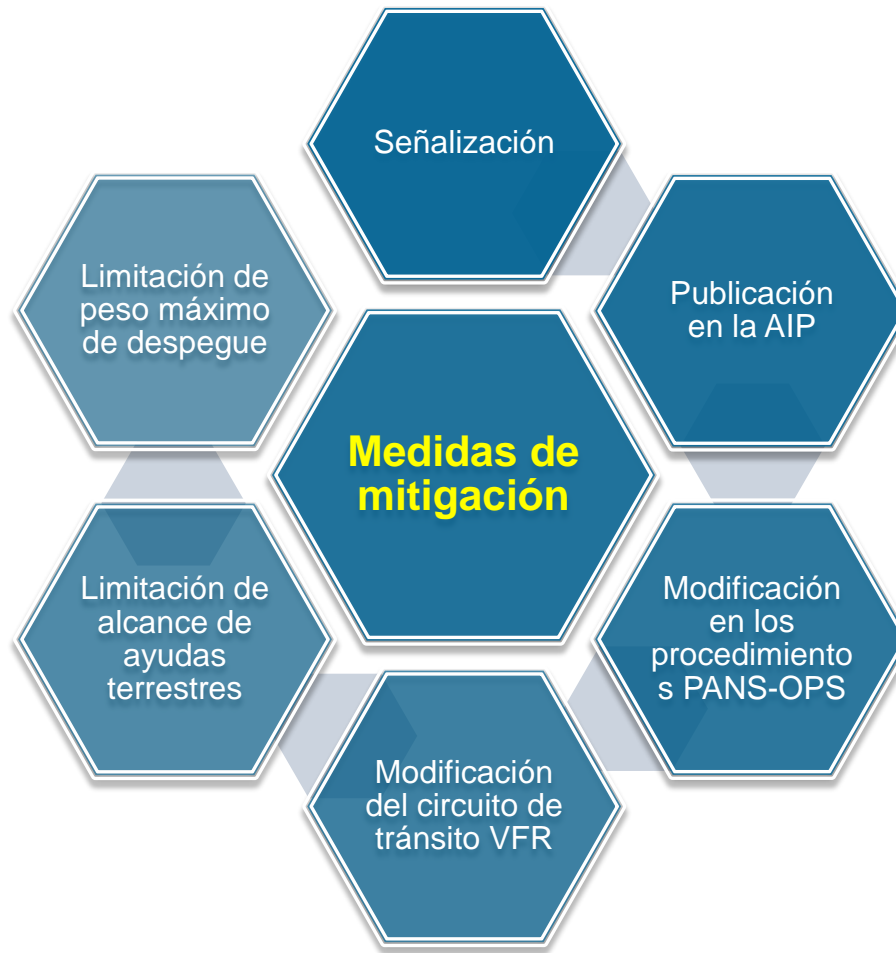 Señalización
Publicación
en la AIP
Modificación
en los
procedimiento
s PANS-OPS
Modificación
del circuito de
tránsito VFR
Limitación de
alcance de
ayudas
terrestres
Limitación de
peso máximo
de despegue
Medidas de
mitigación